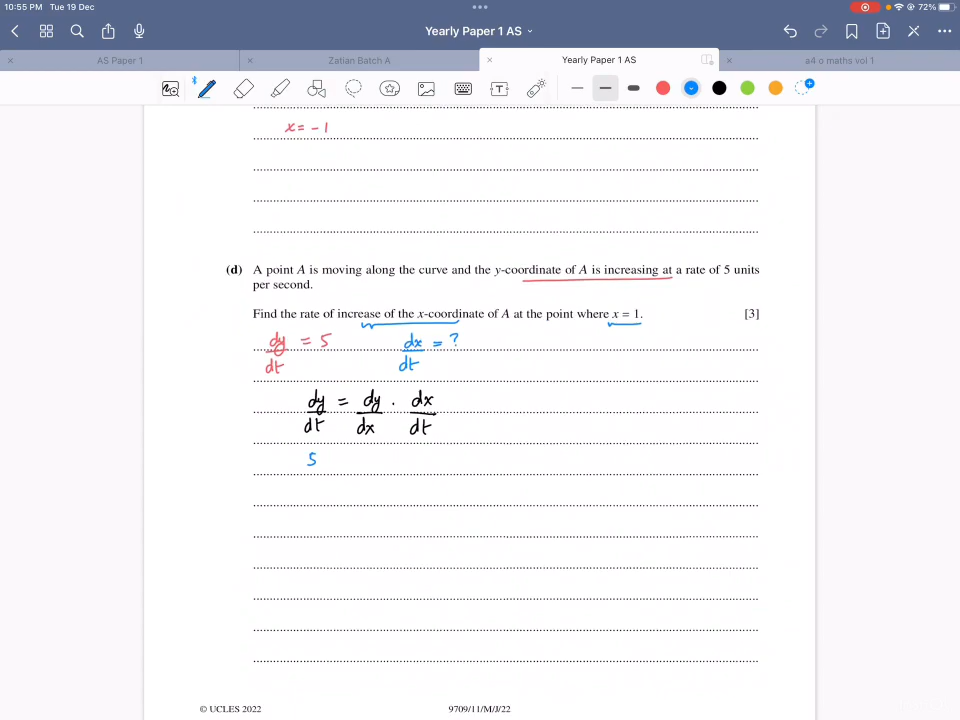 10:55 PM Tue 19 Dec
72%
Yearly Paper 1 AS
AS Paper 1
Zatian Batch A
Yearly Paper 1 AS
a4 o maths vol 1
x = - 1
(d) A point A is moving along the curve and the y-coordinate of A is increasing at a rate of 5 units
per second.
Find the rate of increase of the x-coordinate of A at the point where x = 1. [3]
dy/dt = 5 dx/dt = ?
dy/dt = dy/dx . dx/dt
5
© UCLES 2022 9709/11/M/J/22